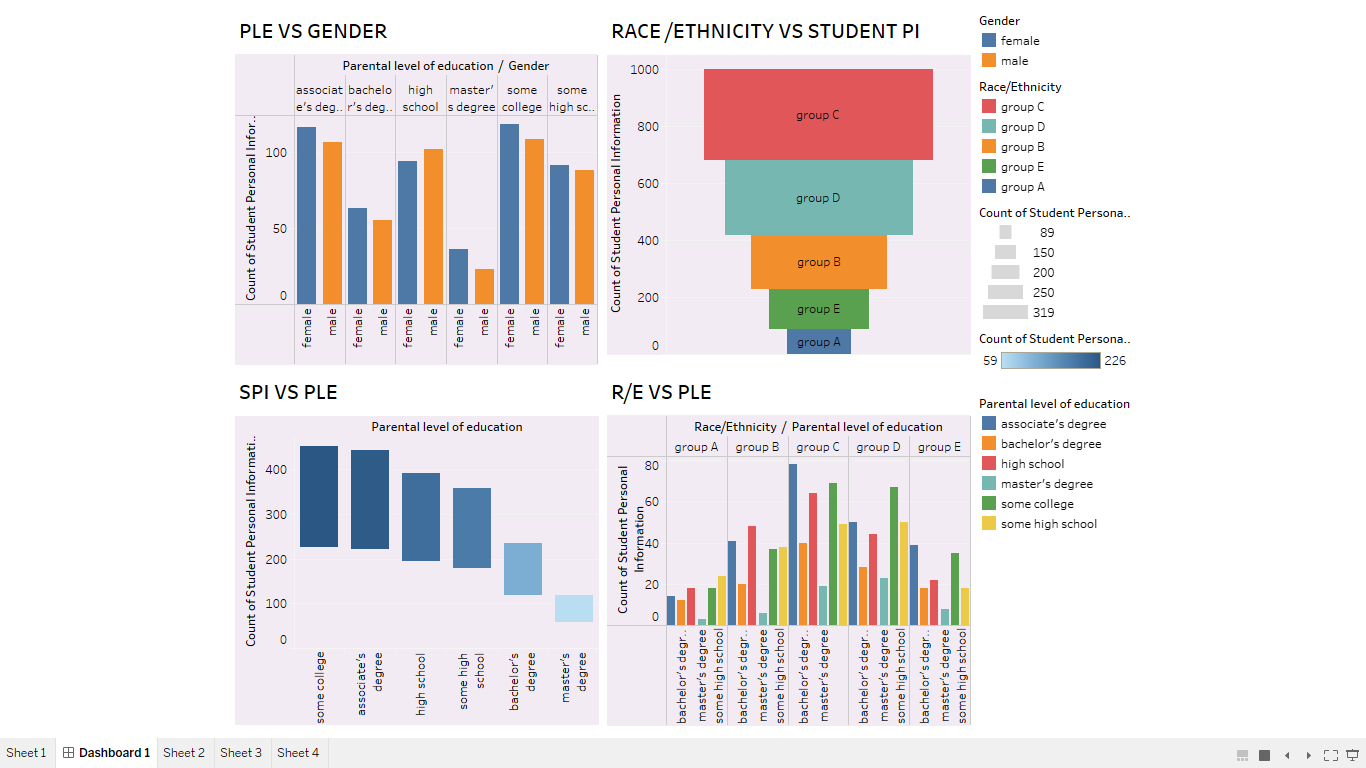 PLE VS GENDER
Parental level of education / Gender
associat
e's deg..
bachelo
r's deg..
high
school
master'
s degree
some
college
some
high sc..
Count of Student Personal Infor..
100
50
0
female
male
female
male
female
male
female
male
female
male
female
male
RACE /ETHNICITY VS STUDENT PI
Count of Student Personal Information
1000
800
600
400
200
0
group C
group D
group B
group E
group A
Gender
female
male
Race/Ethnicity
group C
group D
group B
group E
group A
Count of Student Persona..
89
150
200
250
319
Count of Student Persona..
59
226
SPI VS PLE
Parental level of education
Count of Student Personal Informati..
400
300
200
100
0
some college
associate's
degree
high school
some high
school
bachelor's
degree
master's
degree
R/E VS PLE
Race/Ethnicity / Parental level of education
group A
group B
group C
group D
group E
Count of Student Personal
Information
80
60
40
20
0
bachelor's degr..
master's degree
some high school
bachelor's degr..
master's degree
some high school
bachelor's degr..
master's degree
some high school
bachelor's degr..
master's degree
some high school
bachelor's degr..
master's degree
some high school
Parental level of education
associate's degree
bachelor's degree
high school
master's degree
some college
some high school
Sheet 1
Dashboard 1
Sheet 2
Sheet 3
Sheet 4